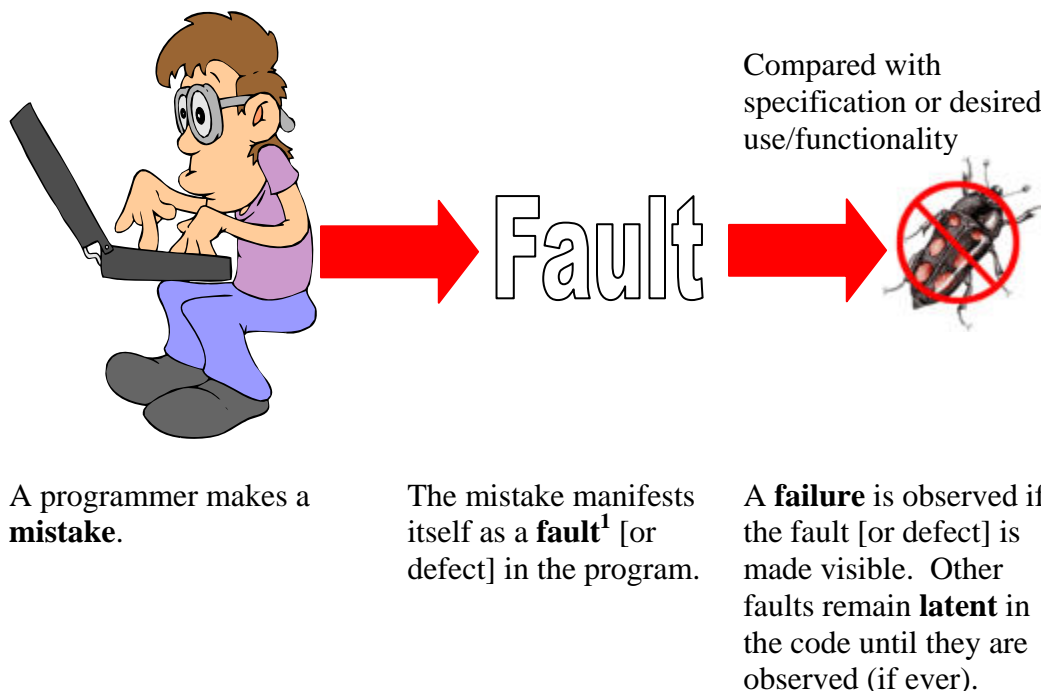 Compared with
specification or desired
use/functionality
Fault
A programmer makes a
mistake.
The mistake manifests
itself as a fault¹ [or
defect] in the program.
A failure is observed if
the fault [or defect] is
made visible.  Other
faults remain latent in
the code until they are
observed (if ever).